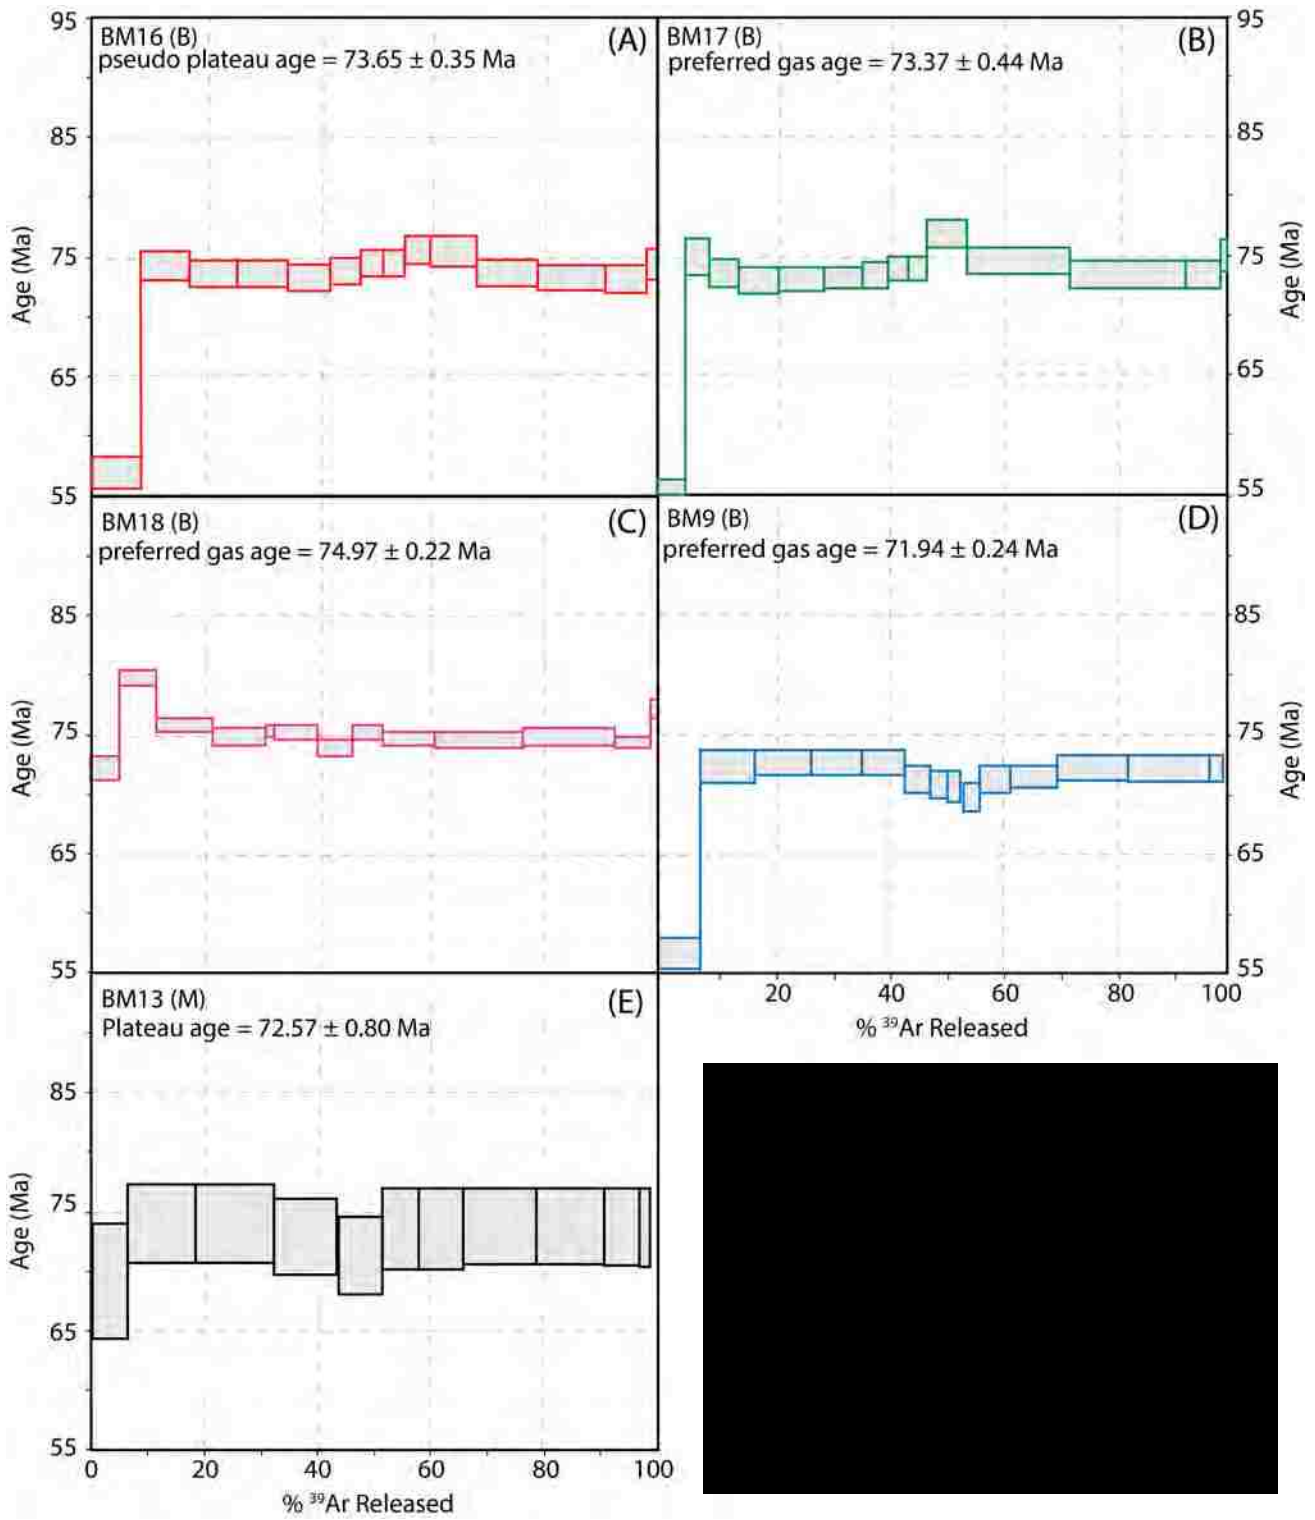 95
BM16 (B)
(A)
pseudo plateau age = 73.65 ± 0.35 Ma
85
75
65
55
Age (Ma)
BM17 (B)
(B)
preferred gas age = 73.37 ± 0.44 Ma
95
85
75
65
55
Age (Ma)
BM18 (B)
(C)
preferred gas age = 74.97 ± 0.22 Ma
85
75
65
55
Age (Ma)
BM9 (B)
(D)
preferred gas age = 71.94 ± 0.24 Ma
85
75
65
55
Age (Ma)
20 40 60 80 100
% ³⁹Ar Released
BM13 (M)
(E)
Plateau age = 72.57 ± 0.80 Ma
85
75
65
55
Age (Ma)
0 20 40 60 80 100
% ³⁹Ar Released